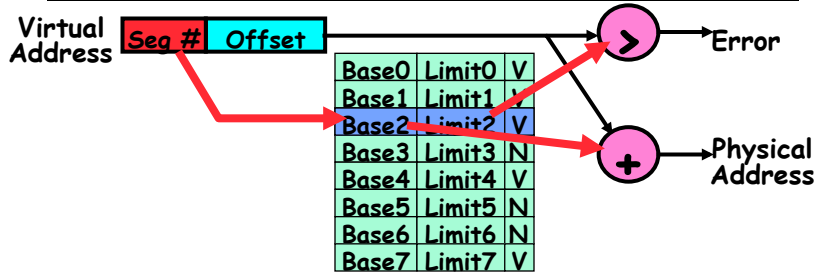 Virtual Address
Seg # Offset
> Error
Base0 Limit0 V
Base1 Limit1 V
Base2 Limit2 V
Base3 Limit3 N
Base4 Limit4 V
Base5 Limit5 N
Base6 Limit6 N
Base7 Limit7 V
+ Physical Address